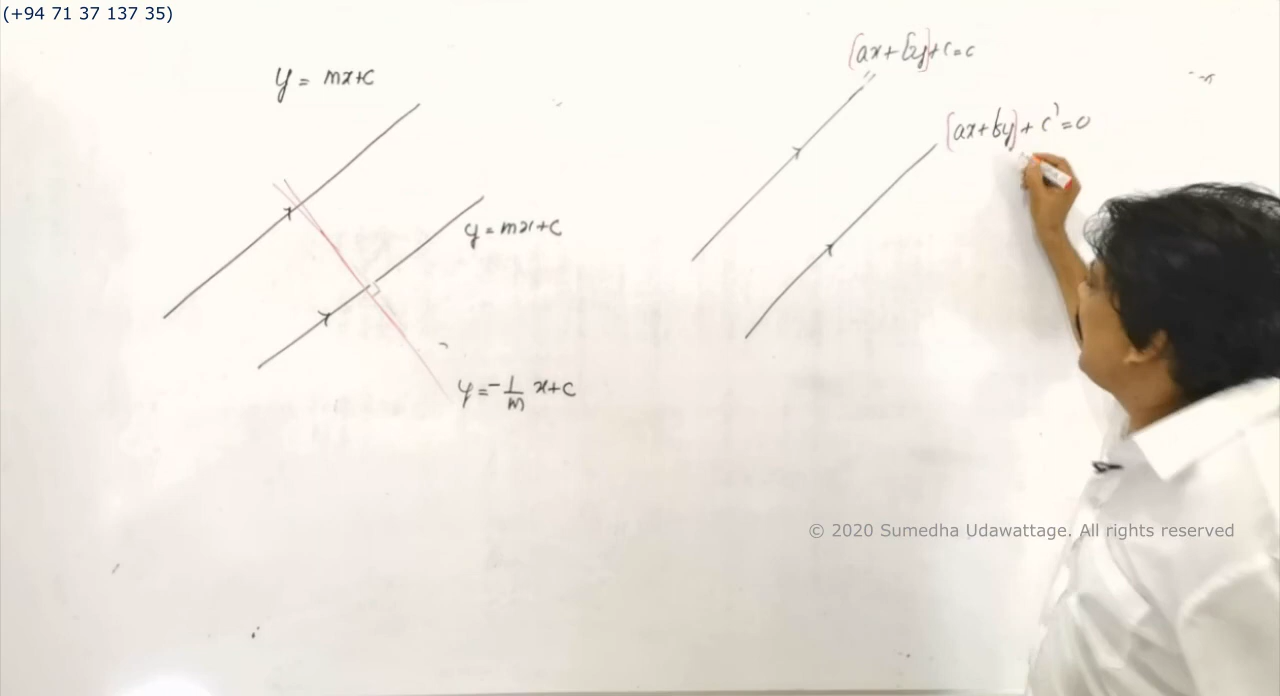 (+94 71 37 137 35)
y = mx+c
y = mx+c
y = -1/m x+c
[ax+by]+c=c
[ax+by]+c'=0
© 2020 Sumedha Udawattage. All rights reserved